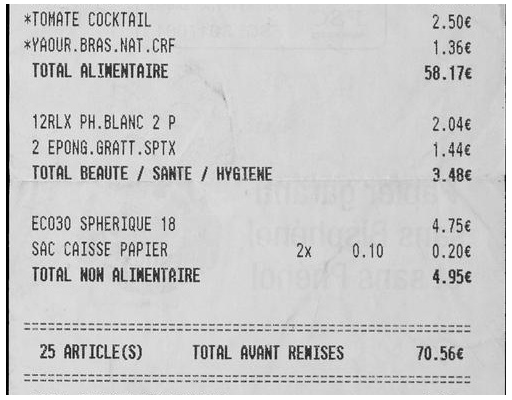 *TOMATE COCKTAIL 2.50€
*YAOUR.BRAS.NAT.CRF 1.36€
TOTAL ALIMENTAIRE 58.17€
12RLX PH.BLANC 2 P 2.04€
2 EPONG.GRATT.SPTX 1.44€
TOTAL BEAUTE / SANTE / HYGIENE 3.48€
ECO30 SPHERIQUE 18 4.75€
SAC CAISSE PAPIER 2x 0.10 0.20€
TOTAL NON ALIMENTAIRE 4.95€
25 ARTICLE(S) TOTAL AVANT REMISES 70.56€